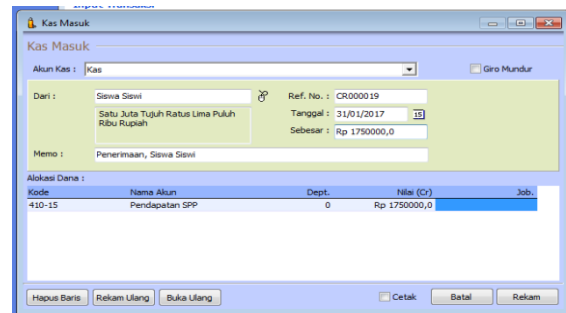 Input Transaksi
Kas Masuk
Kas Masuk
Akun Kas : Kas
Giro Mundur
Dari : Siswa Siswi
Ref. No. : CR000019
Satu Juta Tujuh Ratus Lima Puluh
Ribu Rupiah
Tanggal : 31/01/2017 15
Sebesar : Rp 1750000,0
Memo : Penerimaan, Siswa Siswi
Alokasi Dana :
Kode Nama Akun Dept. Nilai (Cr) Job.
410-15 Pendapatan SPP 0 Rp 1750000,0
Hapus Baris Rekam Ulang Buka Ulang Cetak Batal Rekam